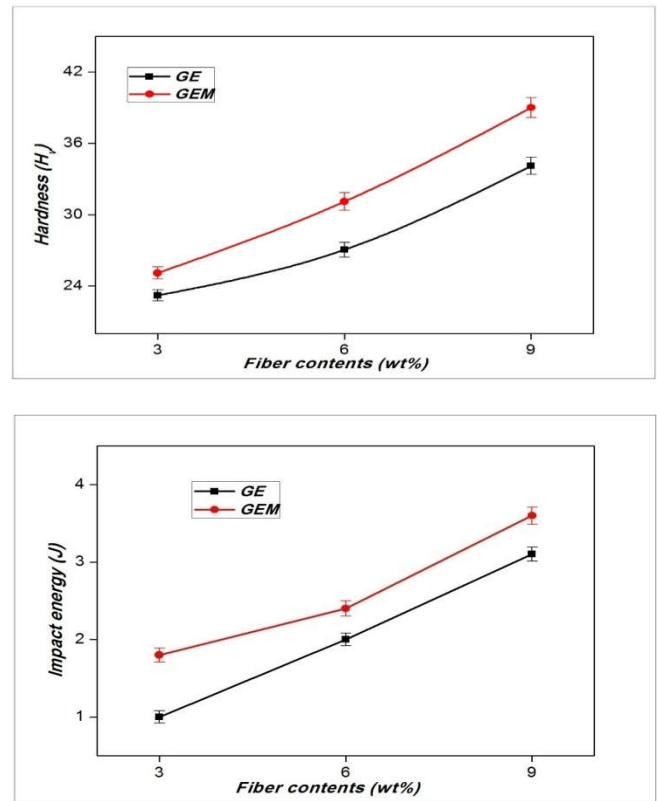 42
36
30
24
Hardness (Hv)
GE
GEM
3 6 9
Fiber contents (wt%)
4
3
2
1
Impact energy (J)
GE
GEM
3 6 9
Fiber contents (wt%)